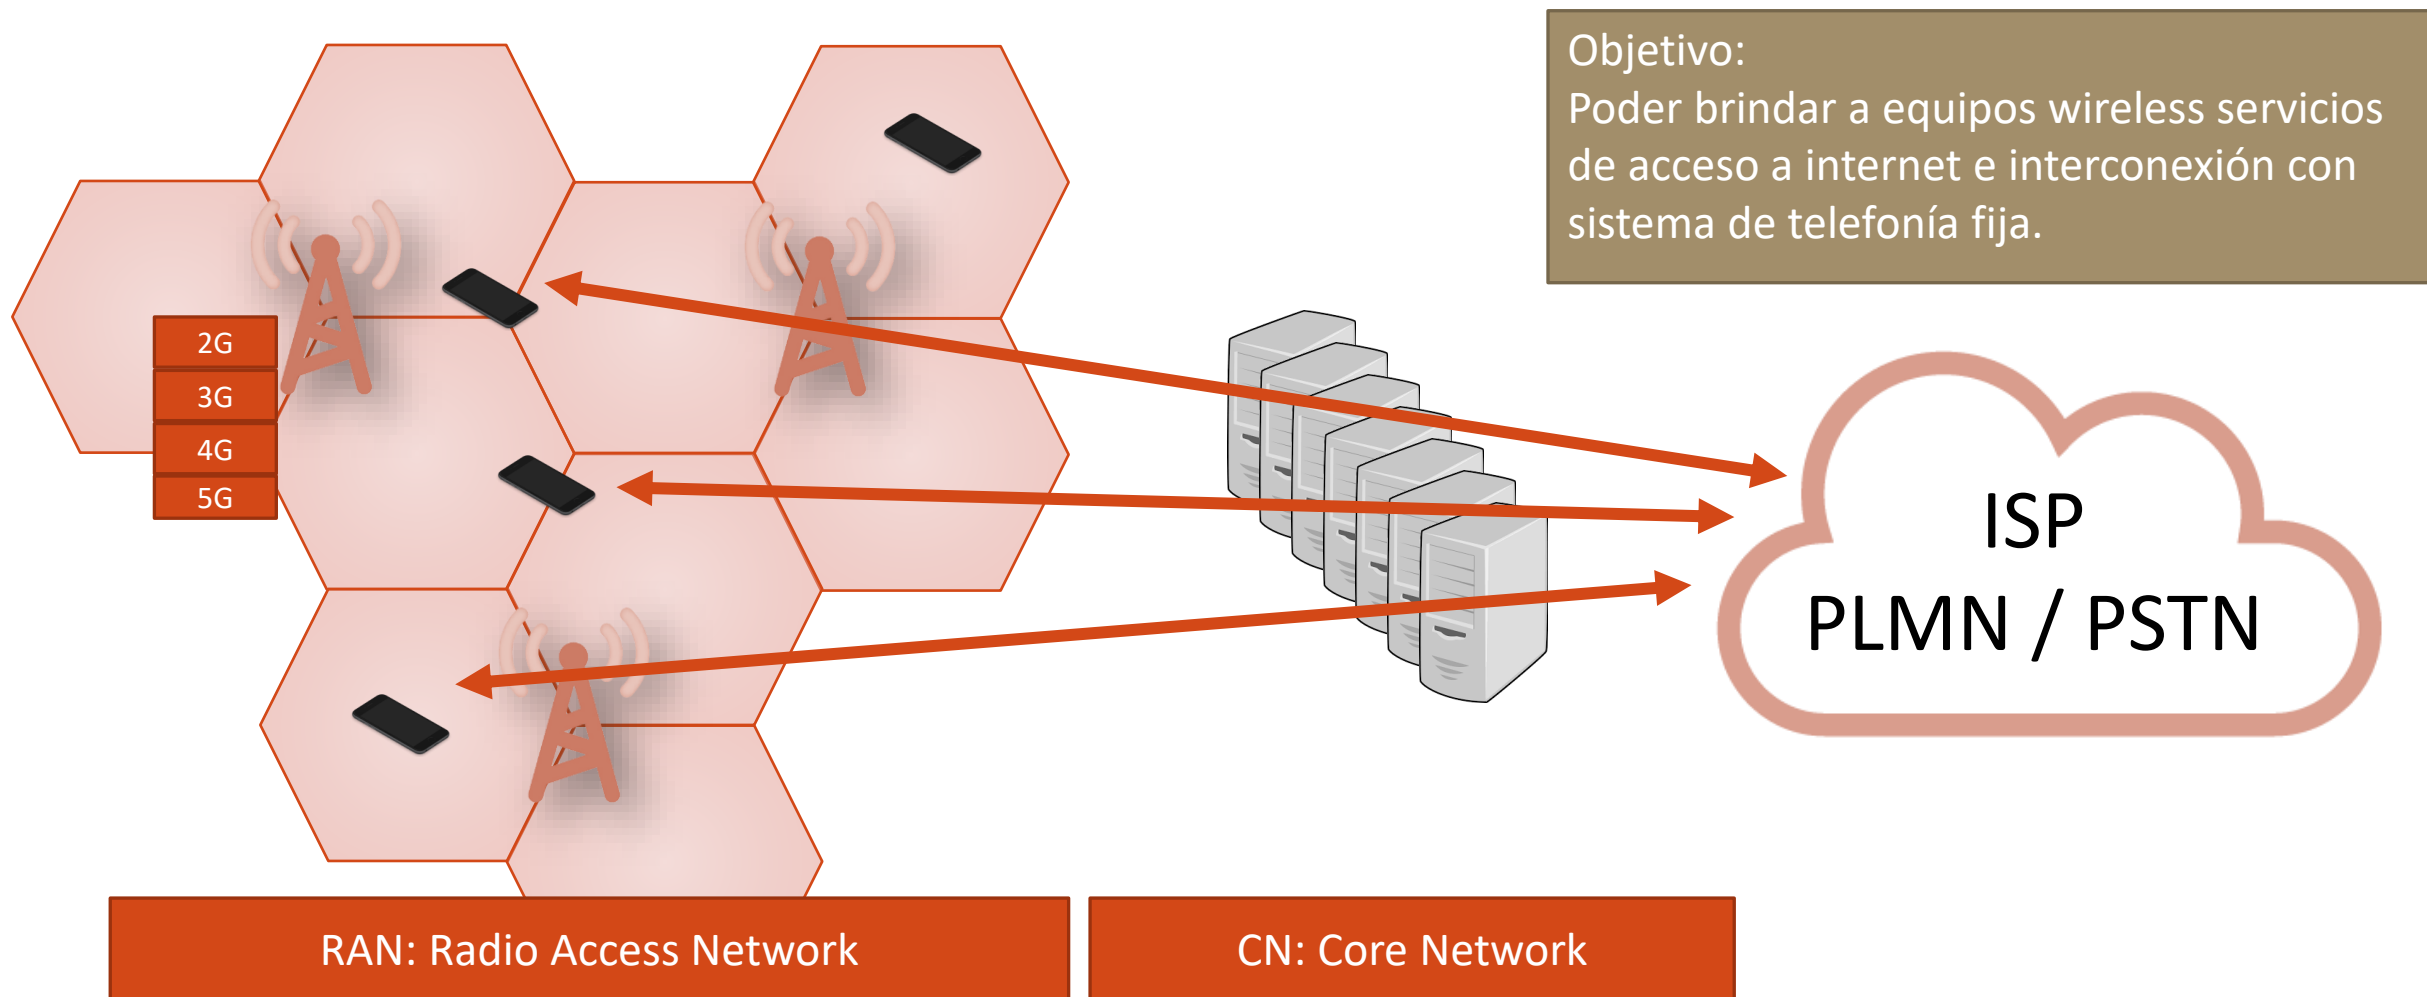 Objetivo:
Poder brindar a equipos wireless servicios
de acceso a internet e interconexión con
sistema de telefonía fija.
2G
3G
4G
5G
ISP
PLMN / PSTN
RAN: Radio Access Network
CN: Core Network